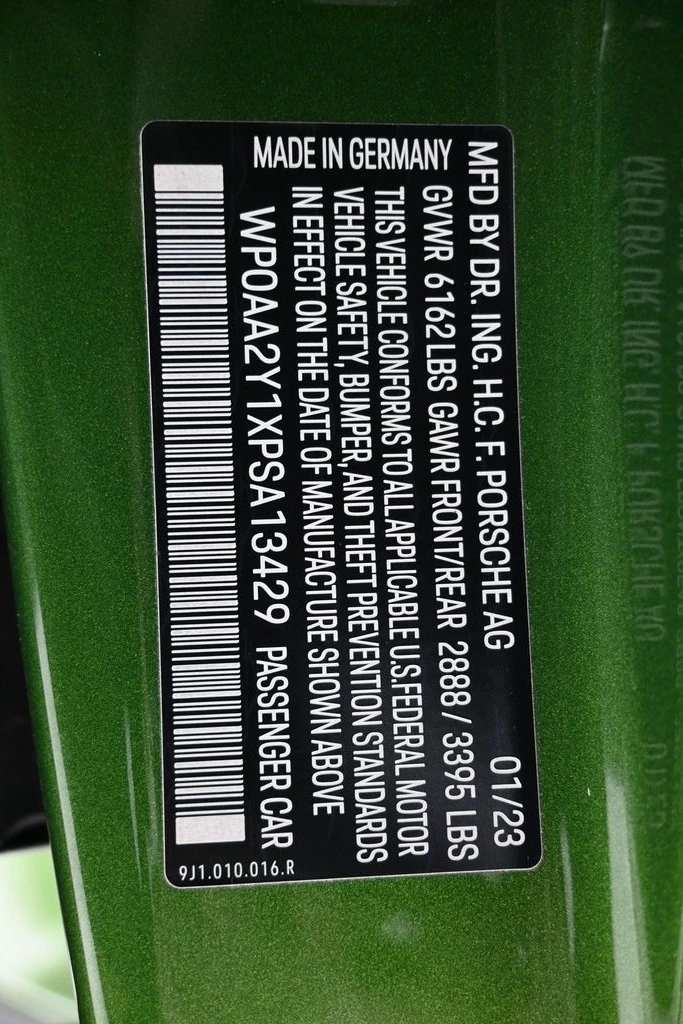 MFD BY DR. ING. H.C. F. PORSCHE AG 01/23
GVWR 6162 LBS GAWR FRONT/REAR 2888 / 3395 LBS
THIS VEHICLE CONFORMS TO ALL APPLICABLE U.S. FEDERAL MOTOR
VEHICLE SAFETY, BUMPER, AND THEFT PREVENTION STANDARDS
IN EFFECT ON THE DATE OF MANUFACTURE SHOWN ABOVE
MADE IN GERMANY
WP0AA2Y1XPSA13429 PASSENGER CAR
9J1.010.016.R